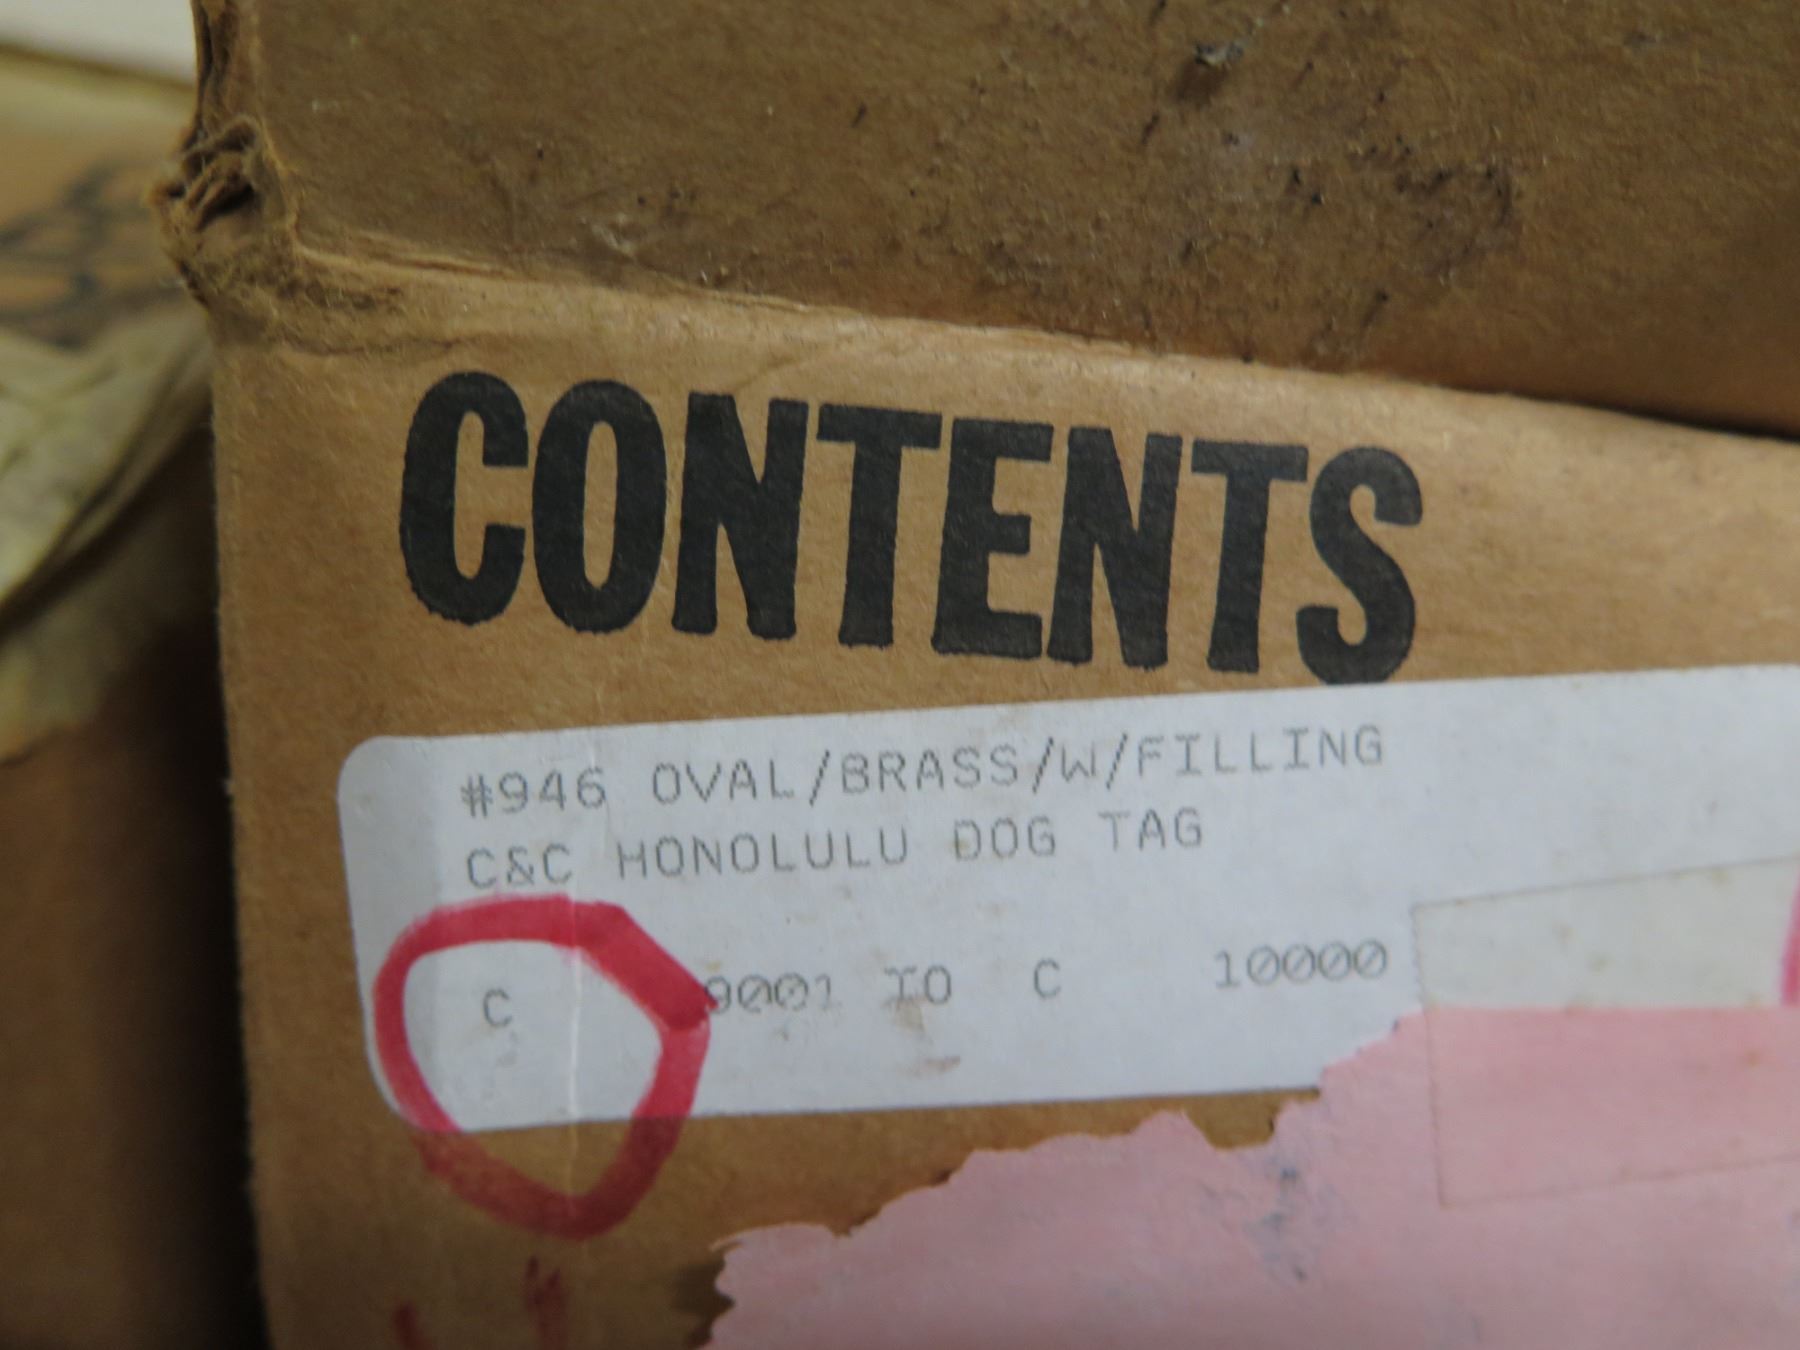 CONTENTS
#946 OVAL/BRASS/W/FILLING
C&C HONOLULU DOG TAG
C 9001 TO C 10000